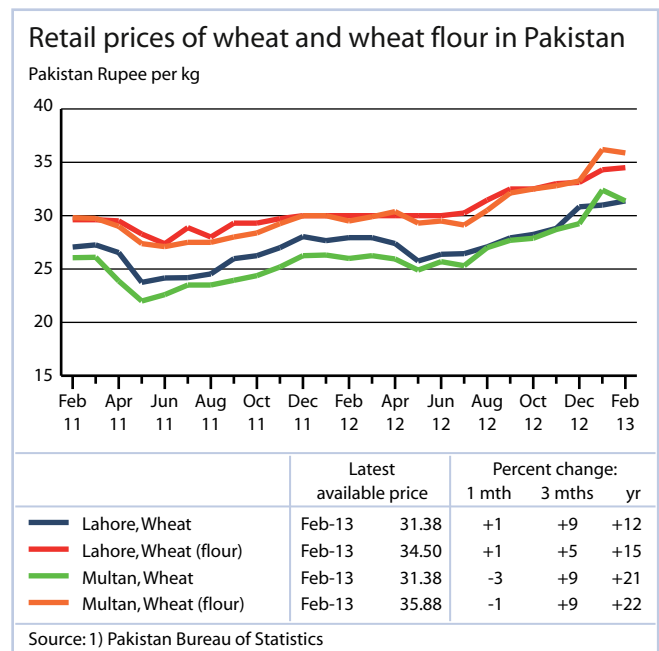 Retail prices of wheat and wheat flour in Pakistan
Pakistan Rupee per kg
40
35
30
25
20
15
Feb Apr Jun Aug Oct Dec Feb Apr Jun Aug Oct Dec Feb
11 11 11 11 11 11 12 12 12 12 12 12 13
Latest Percent change:
available price 1 mth 3 mths yr
Lahore, Wheat Feb-13 31.38 +1 +9 +12
Lahore, Wheat (flour) Feb-13 34.50 +1 +5 +15
Multan, Wheat Feb-13 31.38 -3 +9 +21
Multan, Wheat (flour) Feb-13 35.88 -1 +9 +22
Source: 1) Pakistan Bureau of Statistics